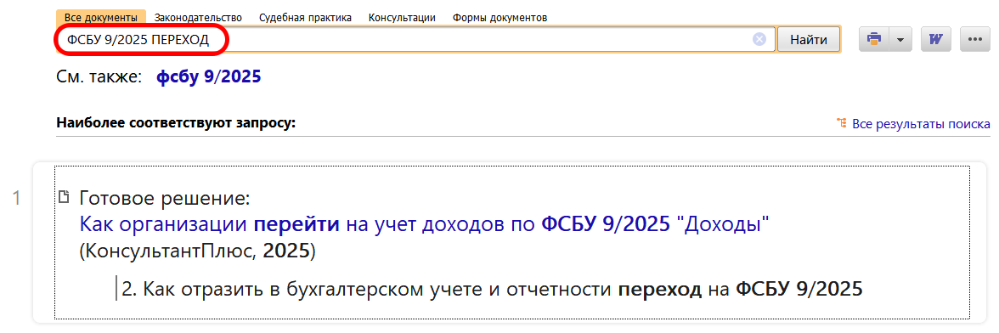 Все документы Законодательство Судебная практика Консультации Формы документов
ФСБУ 9/2025 ПЕРЕХОД Найти W
См. также: фсбу 9/2025
Наиболее соответствуют запросу: Все результаты поиска
1 Готовое решение:
Как организации перейти на учет доходов по ФСБУ 9/2025 "Доходы"
(КонсультантПлюс, 2025)
2. Как отразить в бухгалтерском учете и отчетности переход на ФСБУ 9/2025